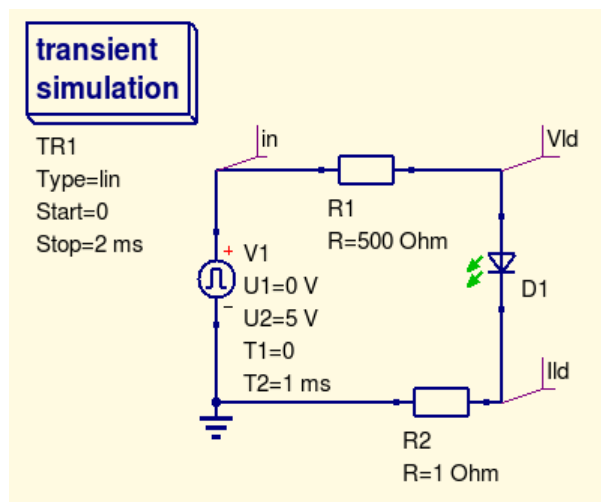 transient
simulation
TR1
Type=lin
Start=0
Stop=2 ms
in
Vld
R1
R=500 Ohm
+
V1
U1=0 V
U2=5 V
T1=0
T2=1 ms
−
D1
Ild
R2
R=1 Ohm